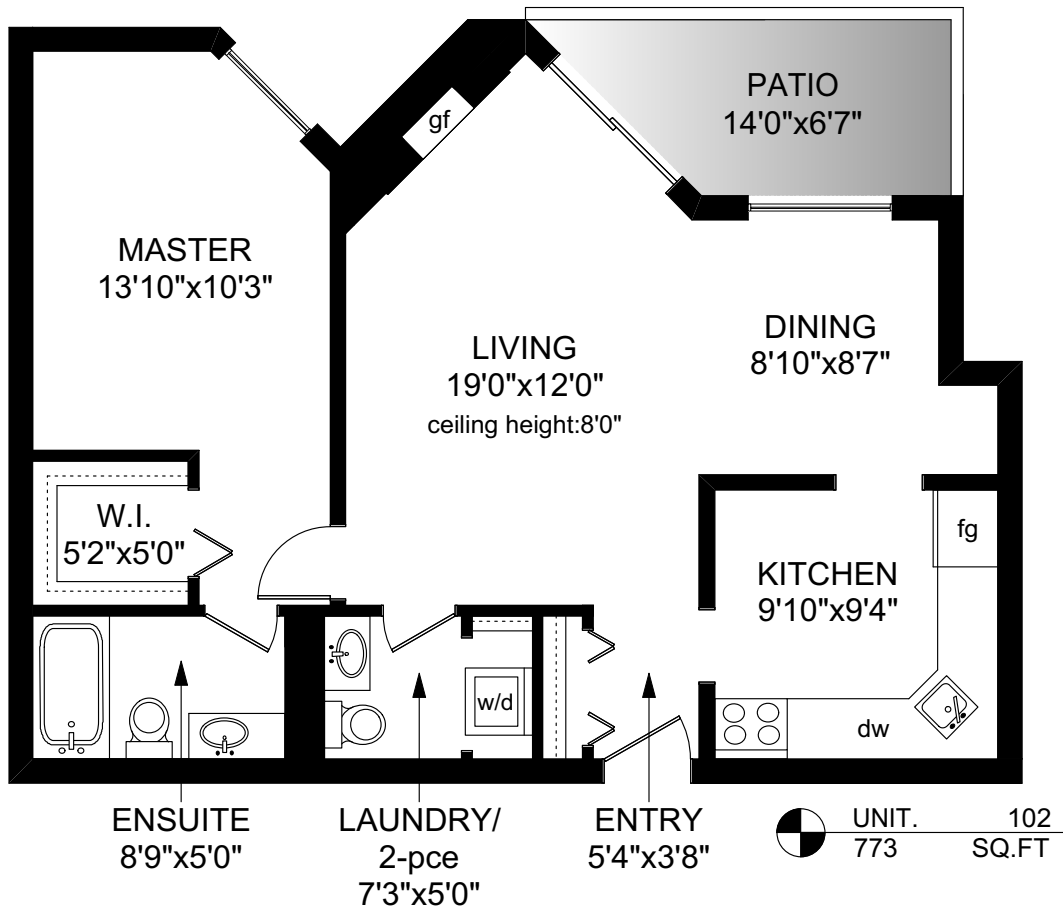 PATIO
14'0"x6'7"
gf
MASTER
13'10"x10'3"
LIVING
19'0"x12'0"
ceiling height:8'0"
DINING
8'10"x8'7"
W.I.
5'2"x5'0"
fg
KITCHEN
9'10"x9'4"
w/d
dw
ENSUITE
8'9"x5'0"
LAUNDRY/
2-pce
7'3"x5'0"
ENTRY
5'4"x3'8"
UNIT. 102
773 SQ.FT